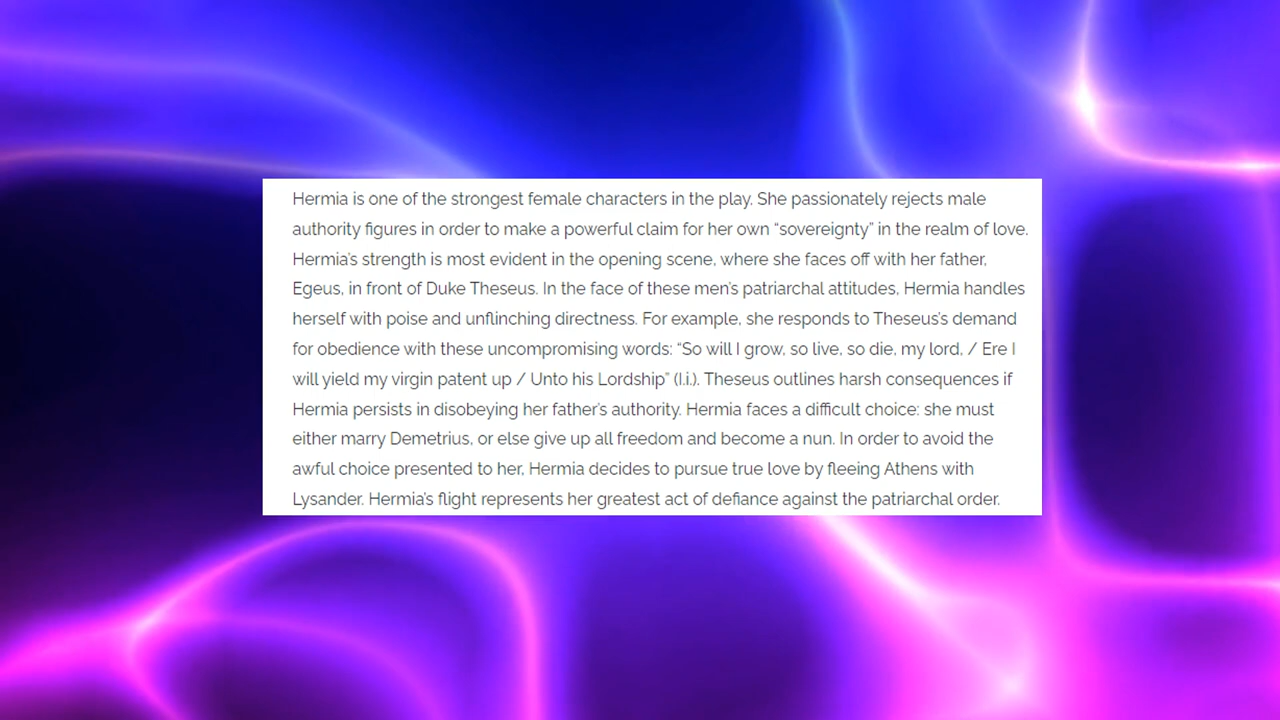 Hermia is one of the strongest female characters in the play. She passionately rejects male
authority figures in order to make a powerful claim for her own “sovereignty” in the realm of love.
Hermia’s strength is most evident in the opening scene, where she faces off with her father,
Egeus, in front of Duke Theseus. In the face of these men’s patriarchal attitudes, Hermia handles
herself with poise and unflinching directness. For example, she responds to Theseus’s demand
for obedience with these uncompromising words: “So will I grow, so live, so die, my lord, / Ere I
will yield my virgin patent up / Unto his Lordship” (I.i.). Theseus outlines harsh consequences if
Hermia persists in disobeying her father’s authority. Hermia faces a difficult choice: she must
either marry Demetrius, or else give up all freedom and become a nun. In order to avoid the
awful choice presented to her, Hermia decides to pursue true love by fleeing Athens with
Lysander. Hermia’s flight represents her greatest act of defiance against the patriarchal order.